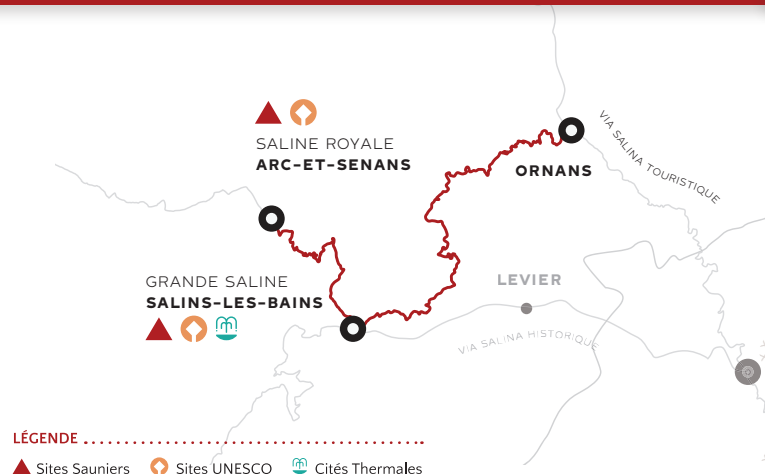 VIA SALINA TOURISTIQUE
SALINE ROYALE
ARC-ET-SENANS
ORNANS
GRANDE SALINE
SALINS-LES-BAINS
LEVIER
VIA SALINA HISTORIQUE
LÉGENDE
Sites Sauniers
Sites UNESCO
Cités Thermales